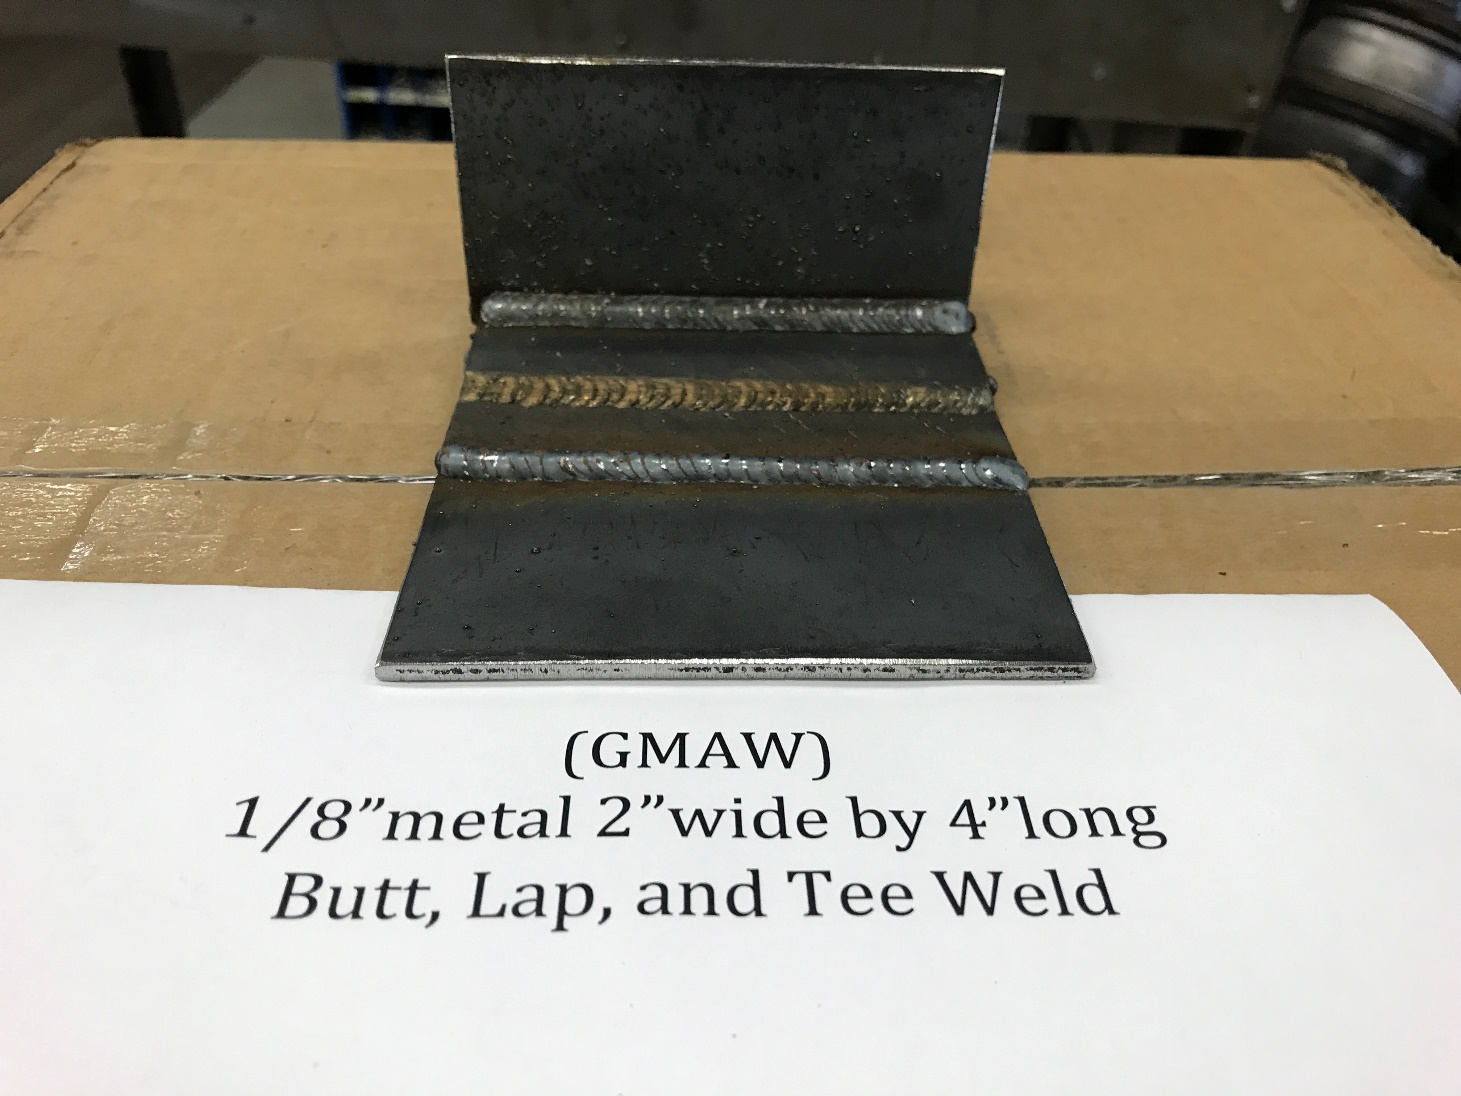 (GMAW)
1/8”metal 2”wide by 4”long
Butt, Lap, and Tee Weld